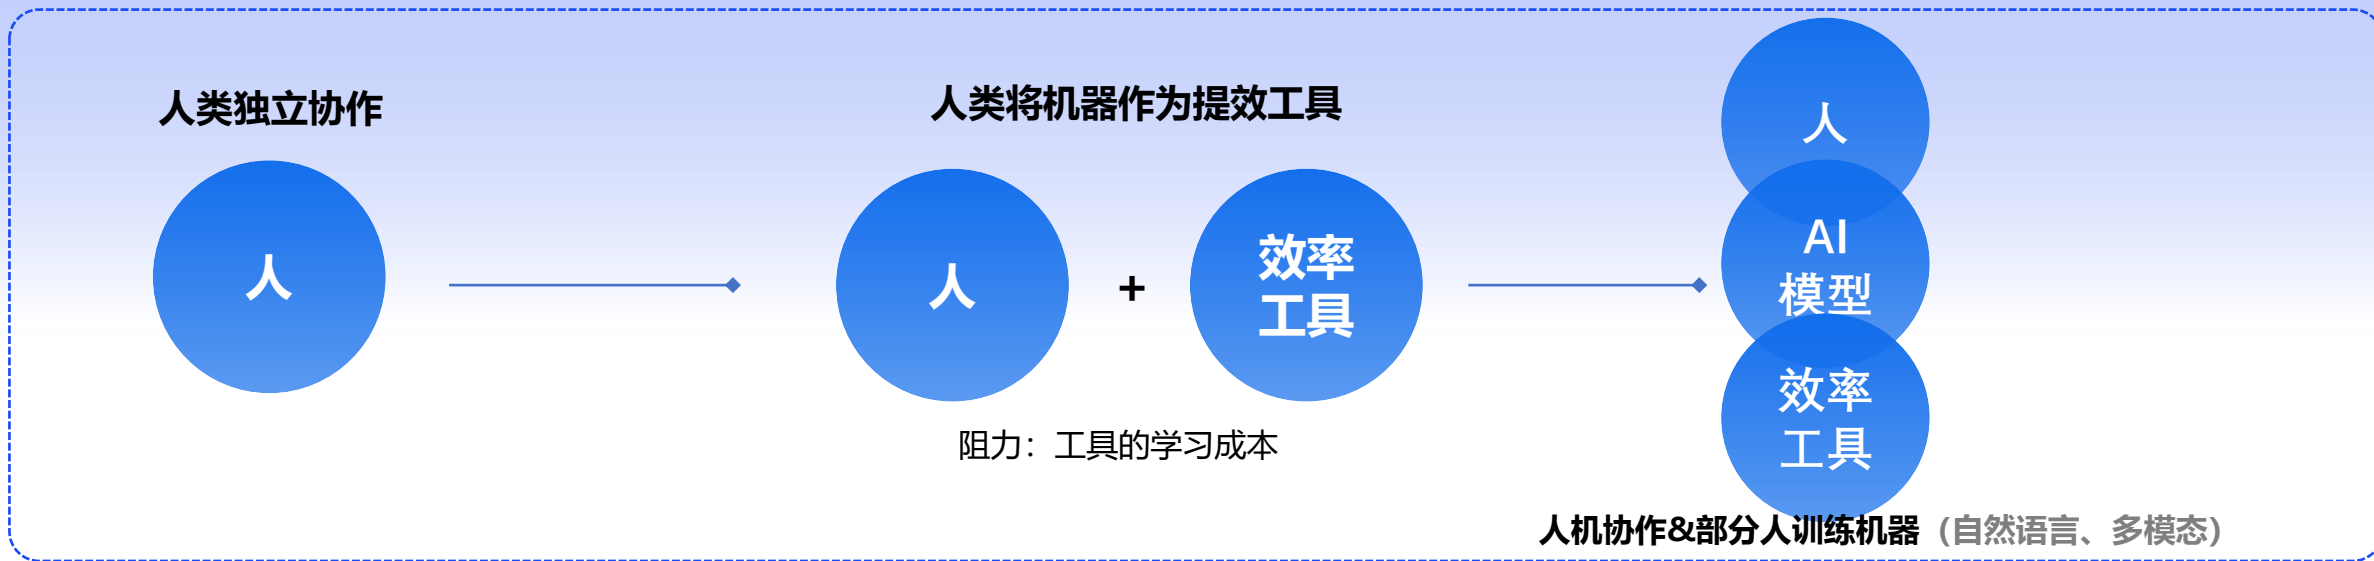 人类独立协作
人
人类将机器作为提效工具
人
+
效率
工具
阻力：工具的学习成本
人
AI
模型
效率
工具
人机协作&部分人训练机器（自然语言、多模态）